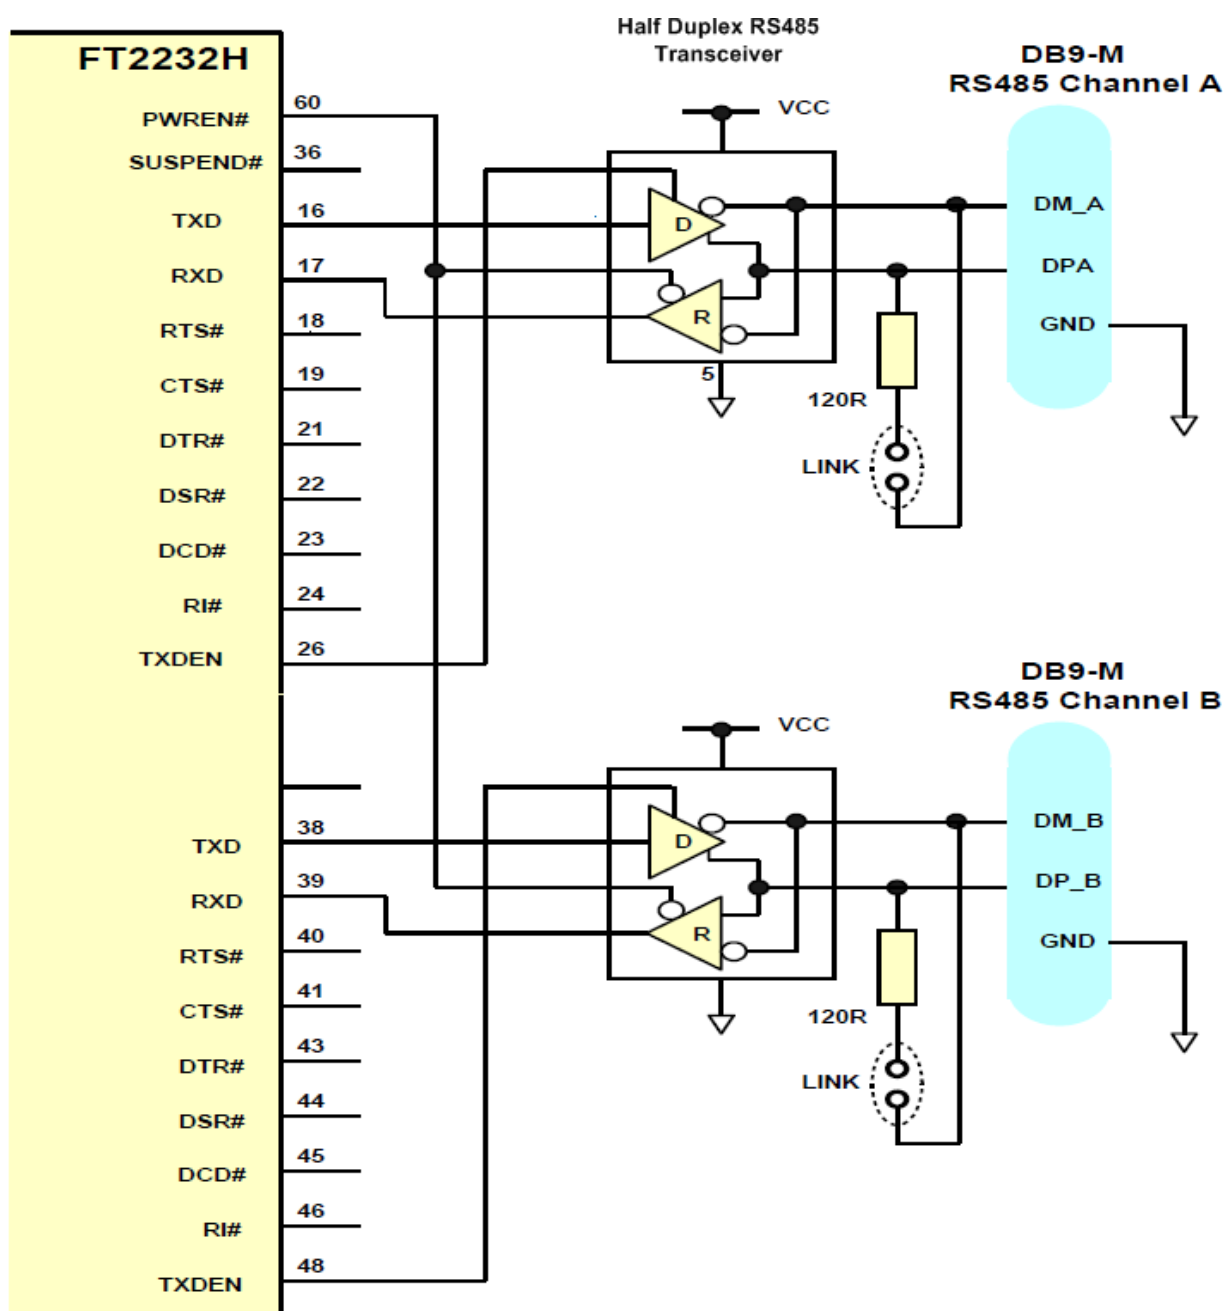 Half Duplex RS485
Transceiver
FT2232H
DB9-M
RS485 Channel A
PWREN#
60
VCC
SUSPEND#
36
TXD
16
D
DM_A
RXD
17
DPA
RTS#
18
R
GND
CTS#
19
5
120R
DTR#
21
LINK
DSR#
22
DCD#
23
RI#
24
TXDEN
26
DB9-M
RS485 Channel B
VCC
TXD
38
D
DM_B
RXD
39
DP_B
RTS#
40
R
GND
CTS#
41
120R
DTR#
43
LINK
DSR#
44
DCD#
45
RI#
46
TXDEN
48